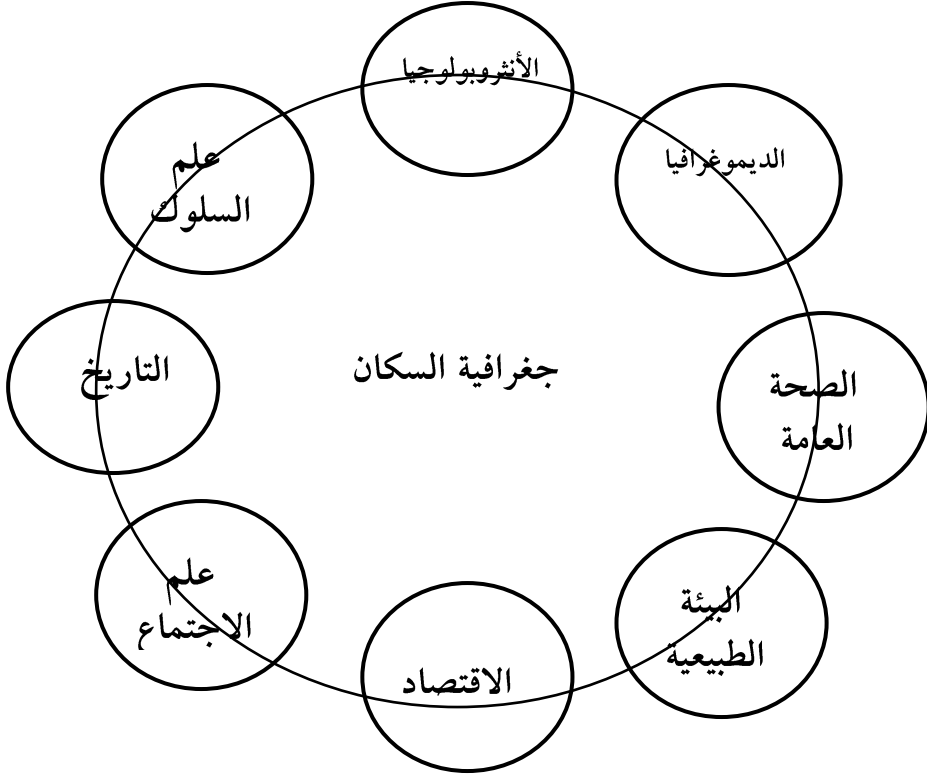 الأنثروبولوجيا
الديموغرافيا
علم
السلوك
جغرافية السكان
التاريخ
الصحة
العامة
علم
الاجتماع
البيئة
الطبيعية
الاقتصاد